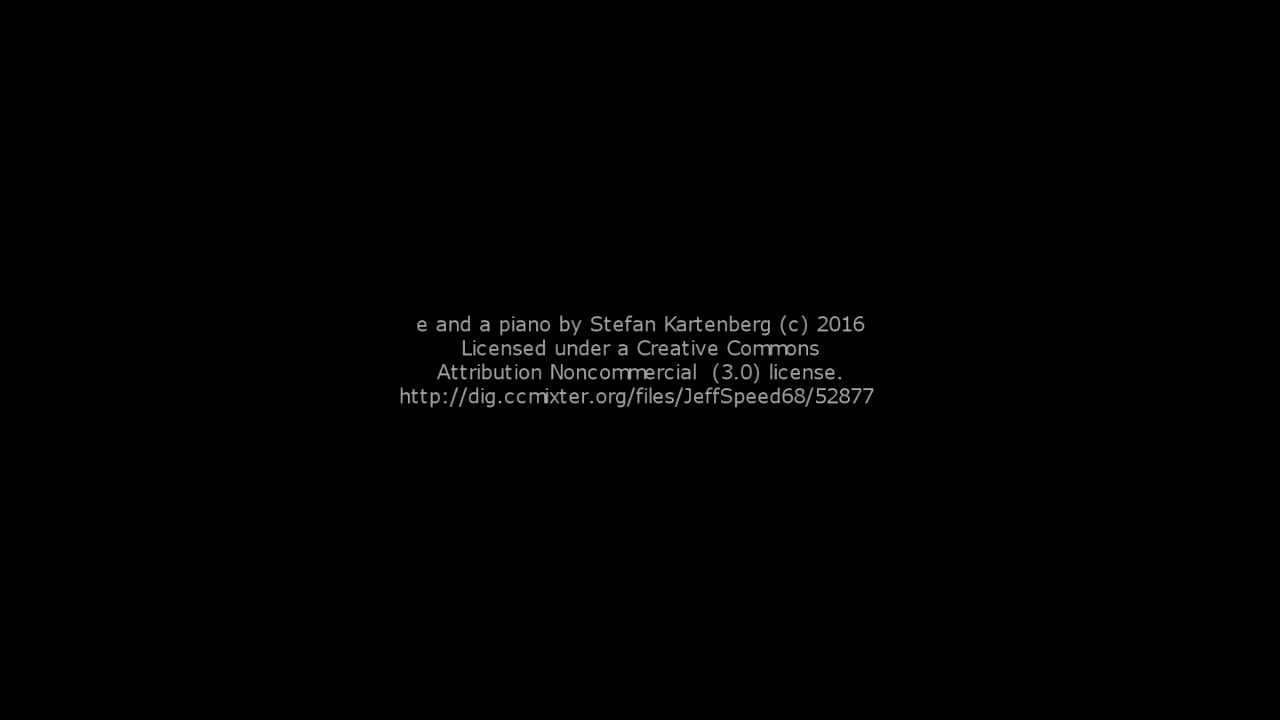 e and a piano by Stefan Kartenberg (c) 2016
Licensed under a Creative Commons
Attribution Noncommercial  (3.0) license.
http://dig.ccmixter.org/files/JeffSpeed68/52877